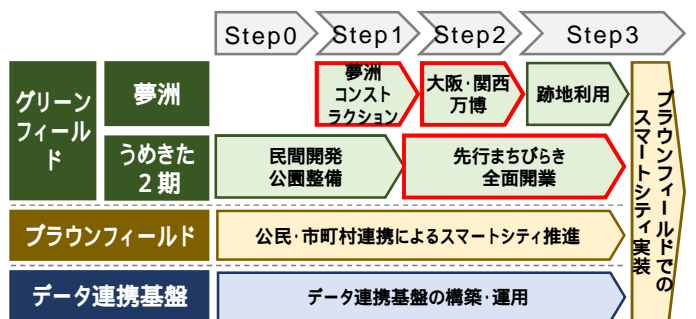 Step0
Step1
Step2
Step3
グリーン
フィール
ド
夢洲
夢洲
コンスト
ラクション
大阪・関西
万博
跡地利用
うめきた
２期
民間開発
公園整備
先行まちびらき
全面開業
ブラウンフィールド
公民・市町村連携によるスマートシティ推進
データ連携基盤
データ連携基盤の構築・運用
ブラウンフィールドでの
スマートシティ実装